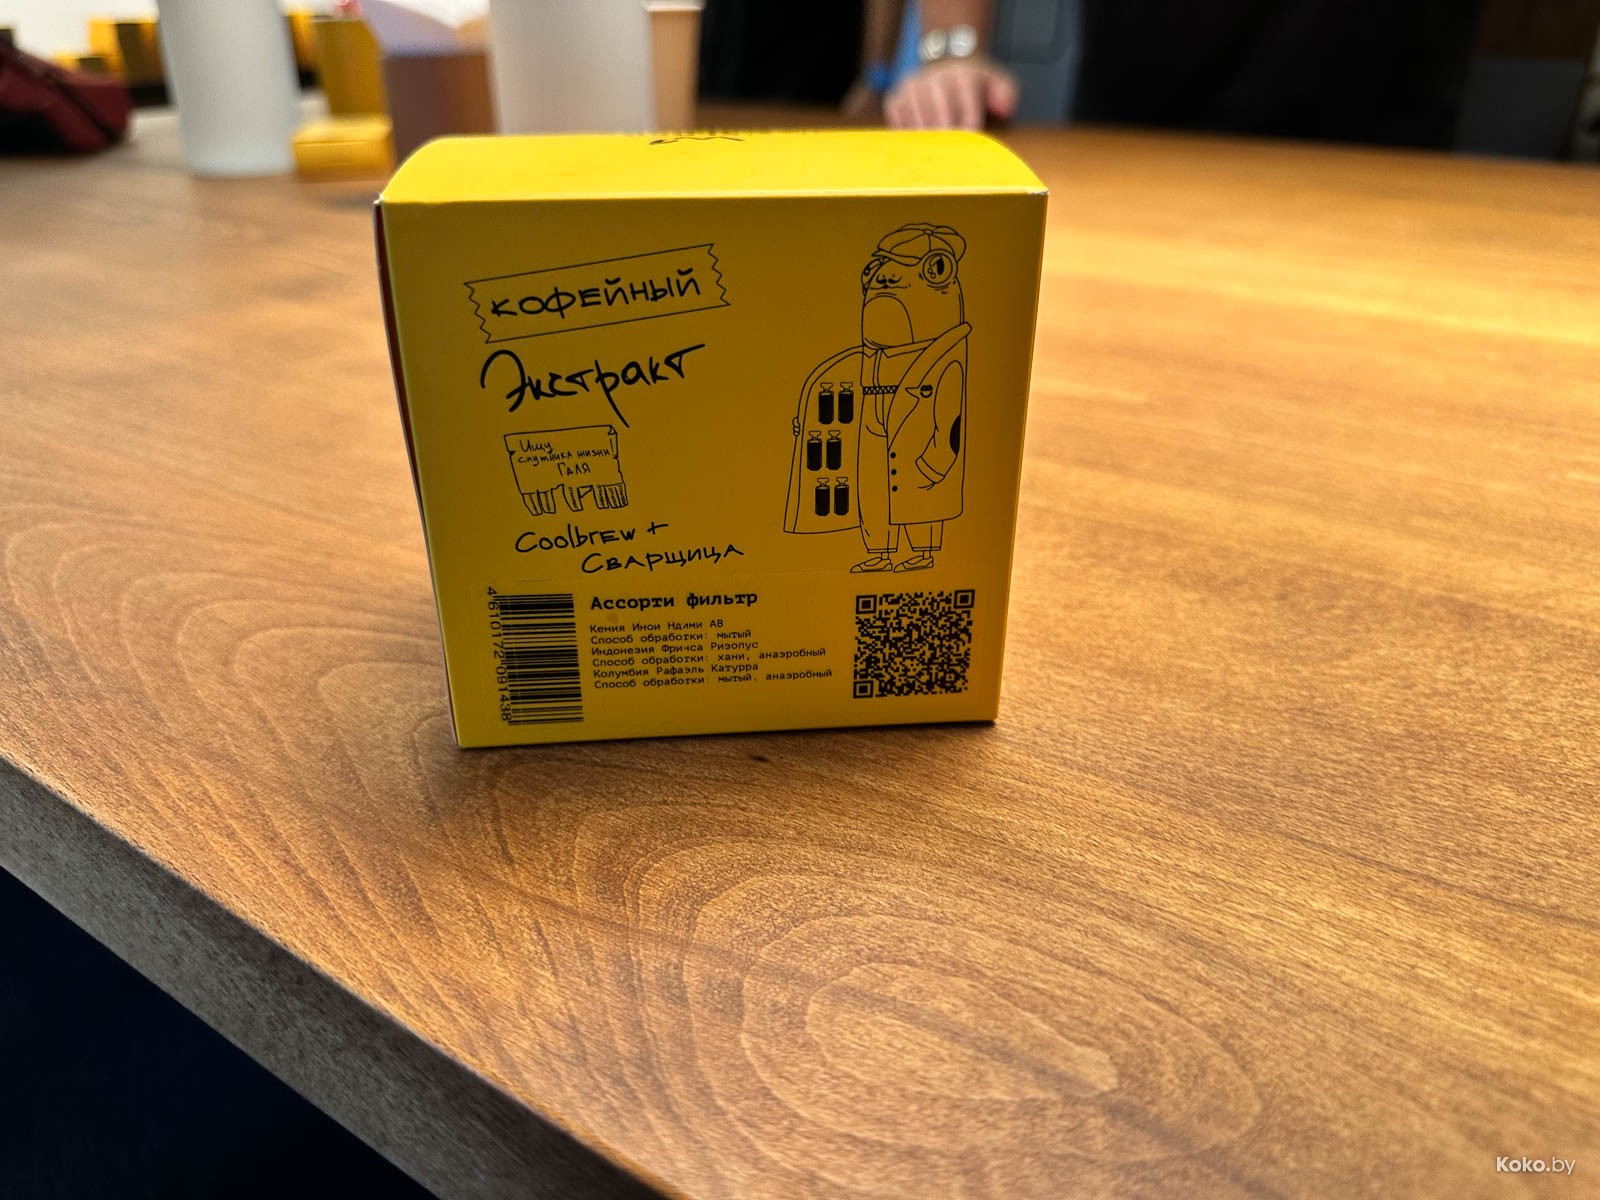 КОФЕЙНЫЙ
Экстракт
Ищу
спутника жизни
Галя
Coolbrew +
Сварщица
Ассорти фильтр
Кения Инои Ндими АВ
Способ обработки: мытый
Индонезия Фринса Ризопус
Способ обработки: хани, анаэробный
Колумбия Рафаэль Катурра
Способ обработки: мытый, анаэробный
4610172091438
Koko.by